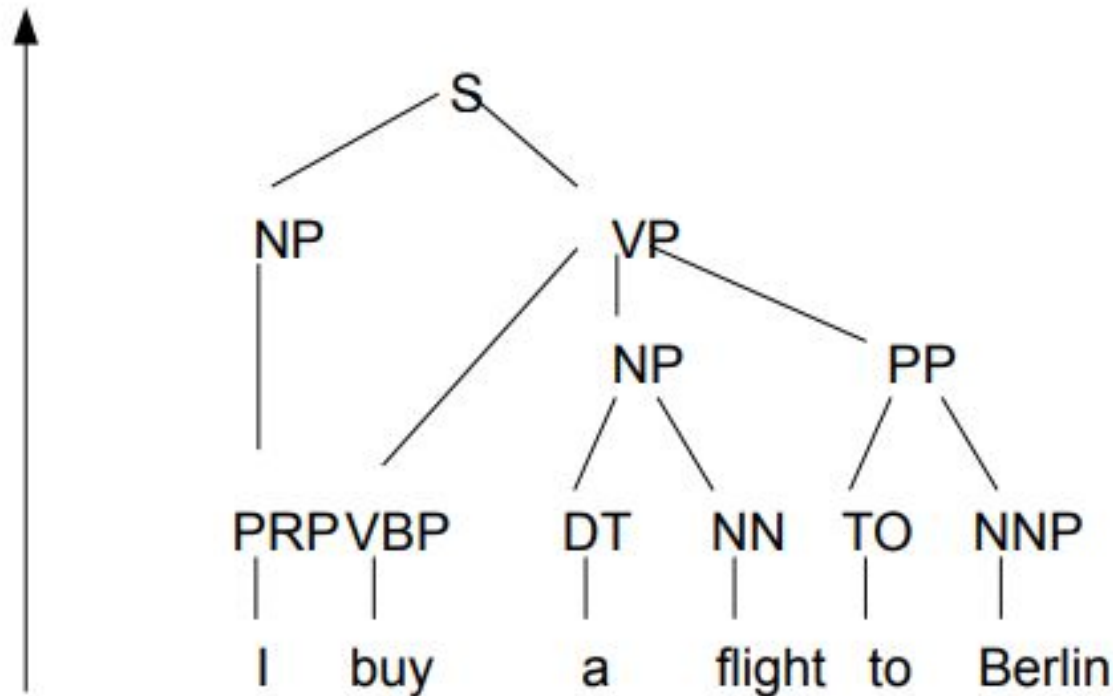 S
NP VP
NP PP
PRP VBP DT NN TO NNP
I buy a flight to Berlin